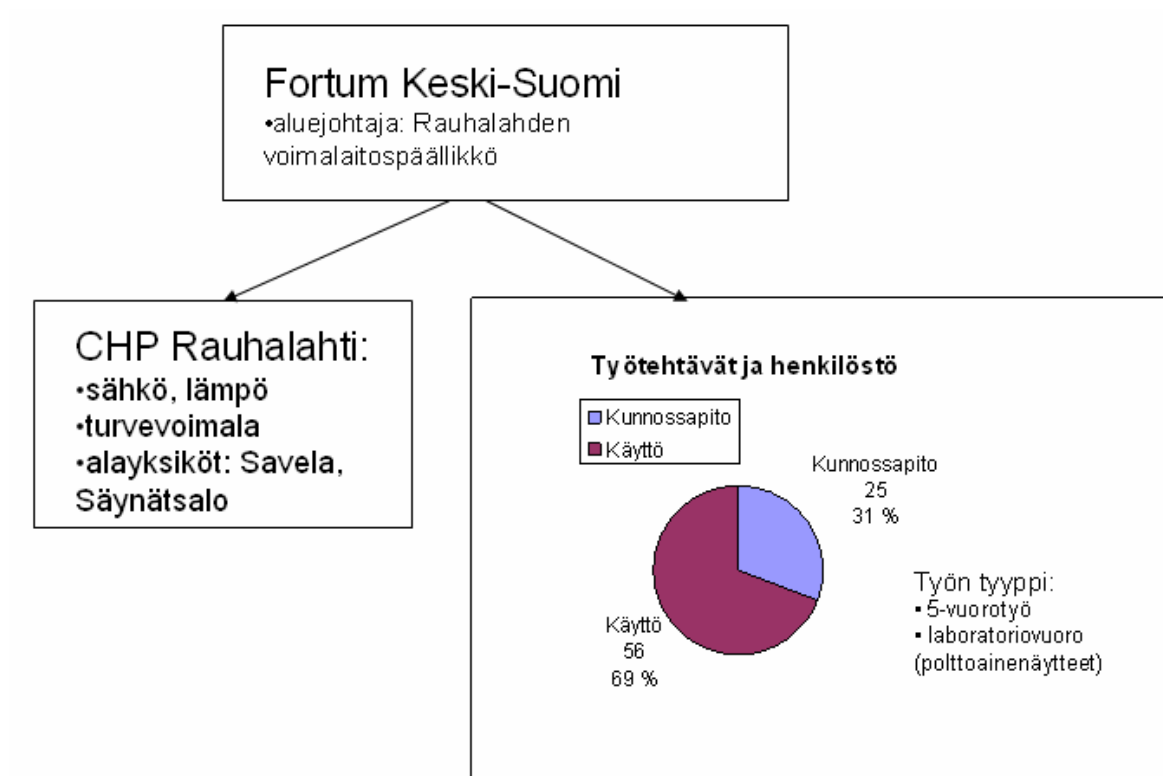 Fortum Keski-Suomi
•aluejohtaja: Rauhalahden
voimalaitospäällikkö
CHP Rauhalahti:
•sähkö, lämpö
•turvevoimala
•alayksiköt: Savela,
Säynätsalo
Työtehtävät ja henkilöstö
Kunnossapito
Käyttö
Kunnossapito
25
31 %
Käyttö
56
69 %
Työn tyyppi:
▪ 5-vuorotyö
▪ laboratoriovuoro
(polttoainenäytteet)